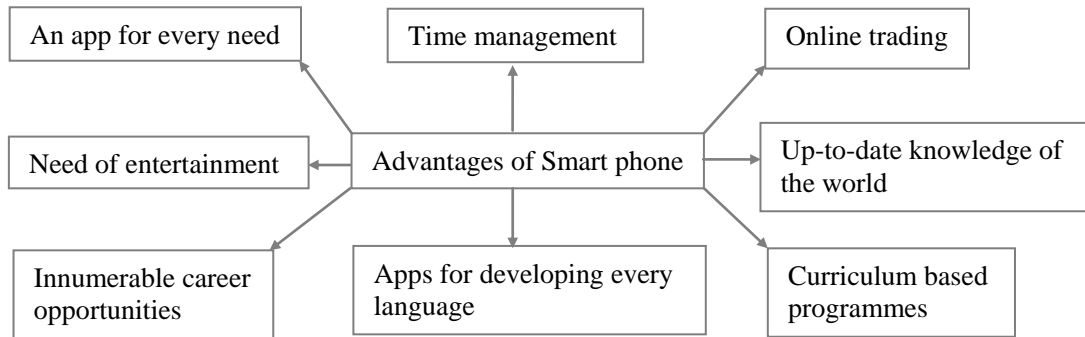 An app for every need
Time management
Online trading
Need of entertainment
Advantages of Smart phone
Up-to-date knowledge of
the world
Innumerable career
opportunities
Apps for developing every
language
Curriculum based
programmes